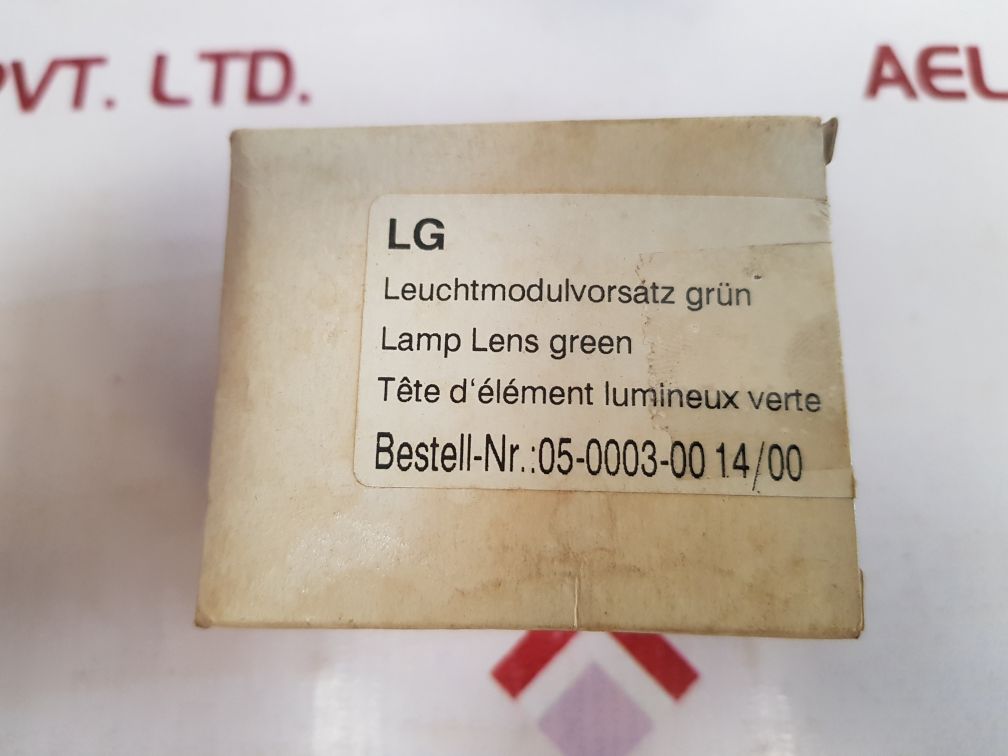 PVT. LTD.
AEL
LG
Leuchtmodulvorsatz grün
Lamp Lens green
Tête d'élément lumineux verte
Bestell-Nr.:05-0003-00 14/00